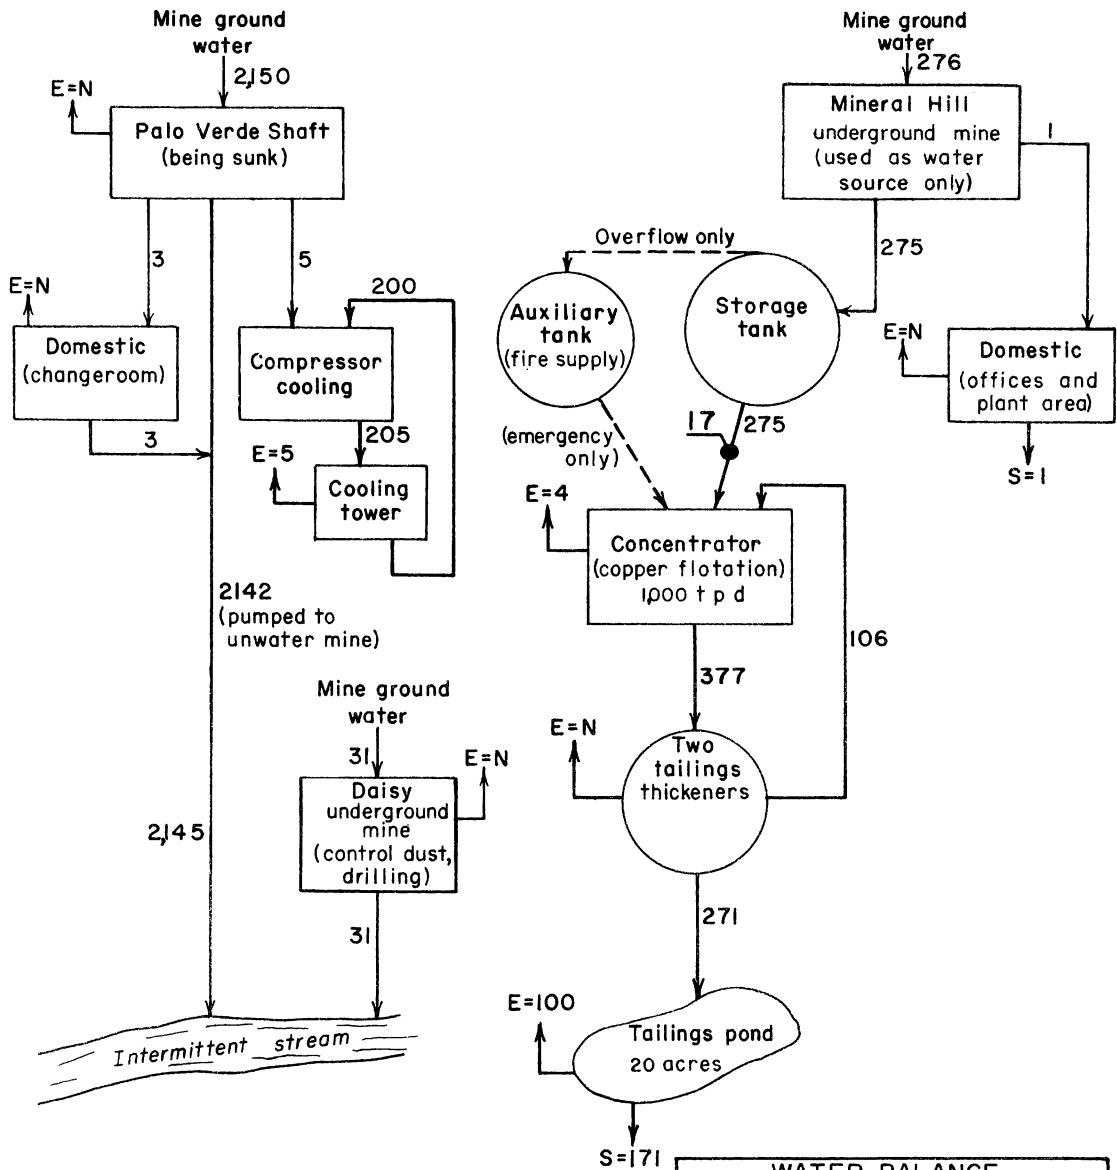 Mine ground
water
2,150
E=N
Palo Verde Shaft
(being sunk)
3
5
200
E=N
Domestic
(changeroom)
3
Compressor
cooling
205
E=5
Cooling
tower
2142
(pumped to
unwater mine)
2,145
Mine ground
water
31
E=N
Daisy
underground
mine
(control dust,
drilling)
31
Intermittent stream
Mine ground
water
276
Mineral Hill
underground mine
(used as water
source only)
1
275
Overflow only
Auxiliary
tank
(fire supply)
Storage
tank
E=N
Domestic
(offices and
plant area)
S=1
17
275
(emergency
only)
E=4
Concentrator
(copper flotation)
1,000 t p d
106
377
E=N
Two
tailings
thickeners
271
E=100
Tailings pond
20 acres
S=171
WATER BALANCE